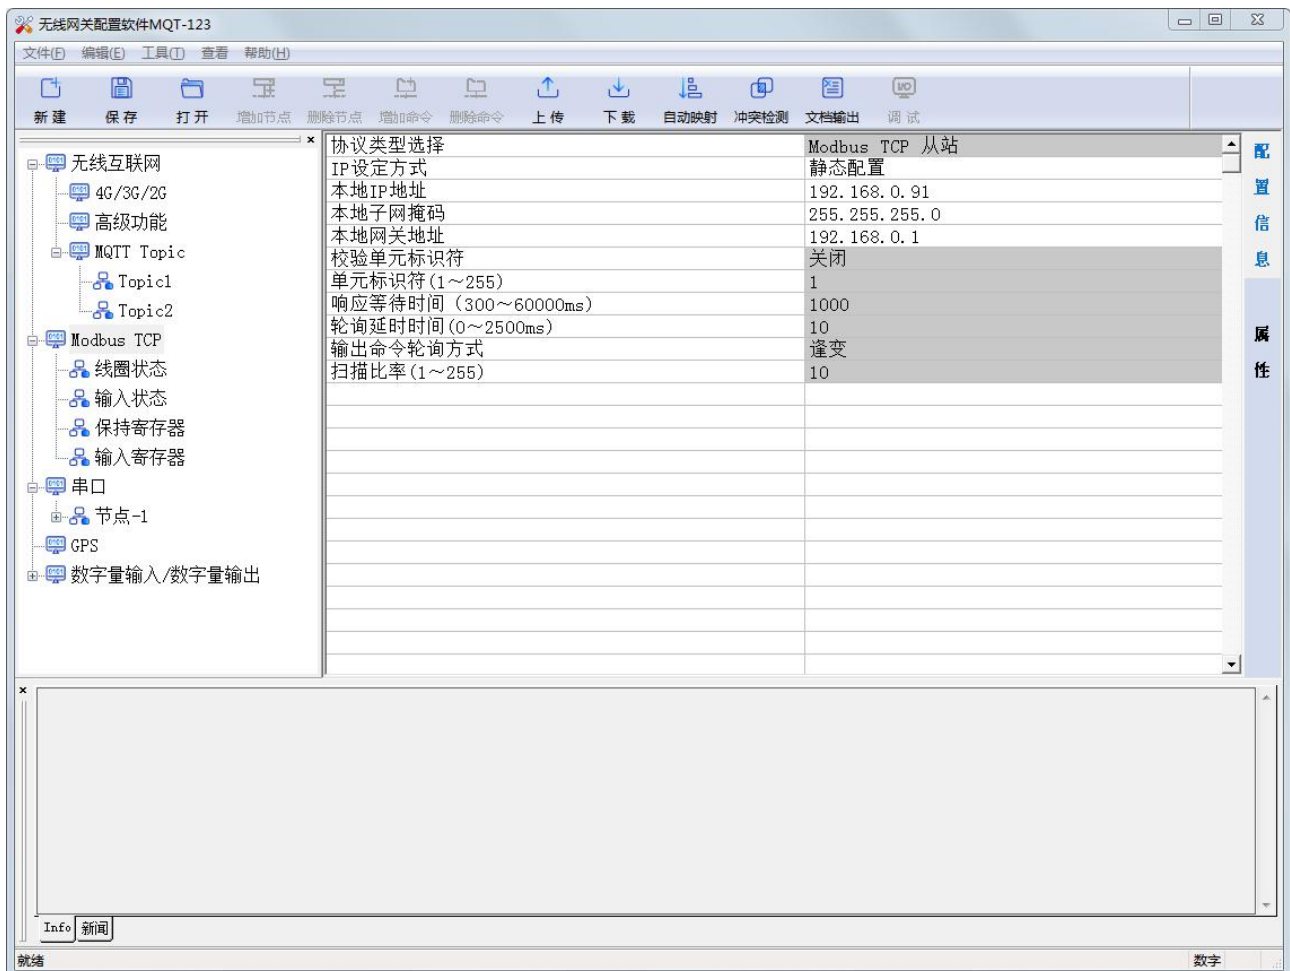 无线网关配置软件MQT-123
文件(F) 编辑(E) 工具(T) 查看 帮助(H)
新建 保存 打开 增加节点 删除节点 增加命令 删除命令 上传 下载 自动映射 冲突检测 文档输出 调试
无线互联网
4G/3G/2G
高级功能
MQTT Topic
Topic1
Topic2
Modbus TCP
线圈状态
输入状态
保持寄存器
输入寄存器
串口
节点-1
GPS
数字量输入/数字量输出
协议类型选择 Modbus TCP 从站
IP设定方式 静态配置
本地IP地址 192.168.0.91
本地子网掩码 255.255.255.0
本地网关地址 192.168.0.1
校验单元标识符 关闭
单元标识符(1～255) 1
响应等待时间 (300～60000ms) 1000
轮询延时时间(0～2500ms) 10
输出命令轮询方式 逢变
扫描比率(1～255) 10
配置信息
属性
Info 新闻
就绪 数字